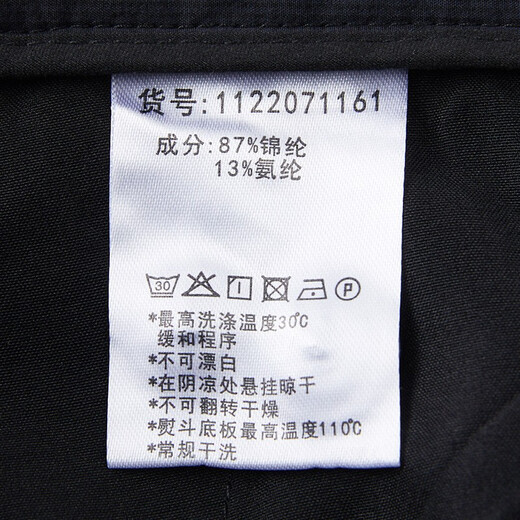 货号:1122071161
成分:87%锦纶
13%氨纶
30
P
*最高洗涤温度30℃
缓和程序
*不可漂白
*在阴凉处悬挂晾干
*不可翻转干燥
*熨斗底板最高温度110℃
*常规干洗